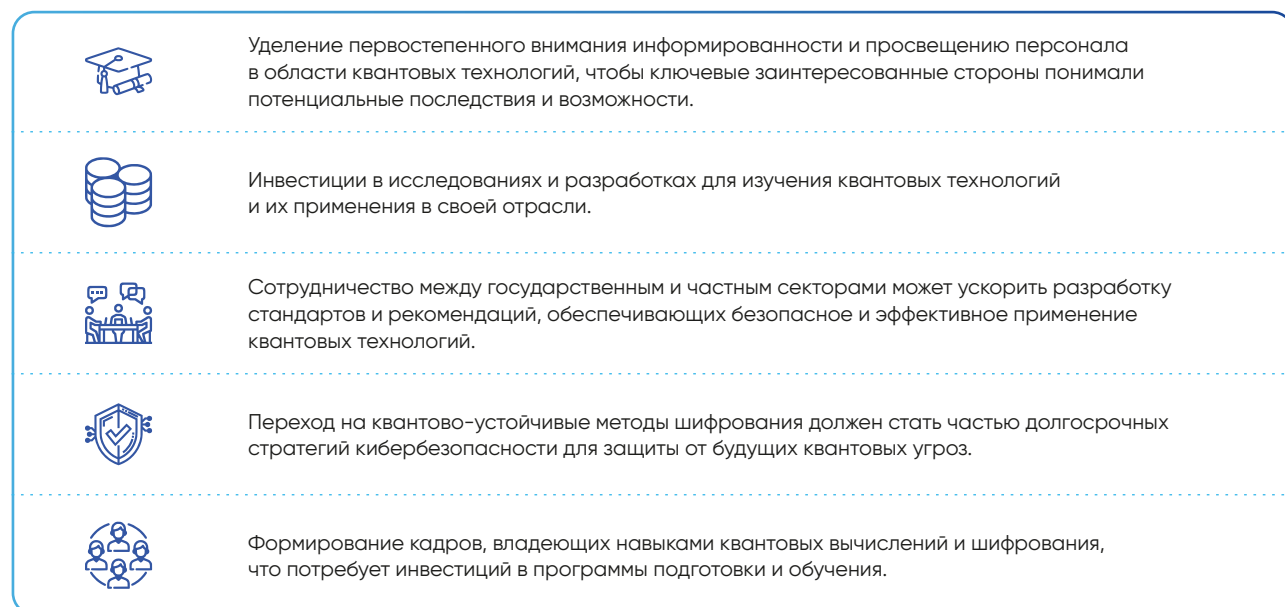 Уделение первостепенного внимания информированности и просвещению персонала
в области квантовых технологий, чтобы ключевые заинтересованные стороны понимали
потенциальные последствия и возможности.
Инвестиции в исследованиях и разработках для изучения квантовых технологий
и их применения в своей отрасли.
Сотрудничество между государственным и частным секторами может ускорить разработку
стандартов и рекомендаций, обеспечивающих безопасное и эффективное применение
квантовых технологий.
Переход на квантово-устойчивые методы шифрования должен стать частью долгосрочных
стратегий кибербезопасности для защиты от будущих квантовых угроз.
Формирование кадров, владеющих навыками квантовых вычислений и шифрования,
что потребует инвестиций в программы подготовки и обучения.